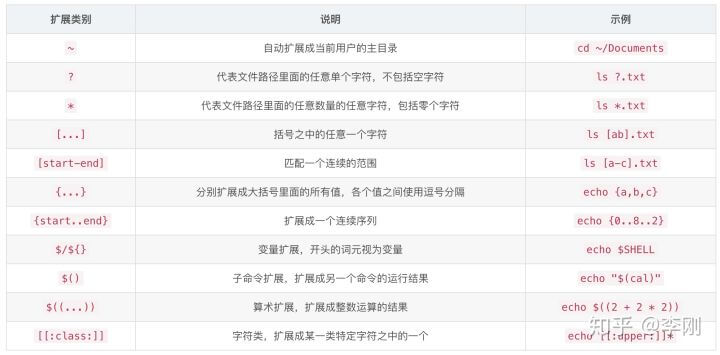 扩展类别 说明 示例
~ 自动扩展成当前用户的主目录 cd ~/Documents
? 代表文件路径里面的任意单个字符，不包括空字符 ls ?.txt
* 代表文件路径里面的任意数量的任意字符，包括零个字符 ls *.txt
[...] 括号之中的任意一个字符 ls [ab].txt
[start-end] 匹配一个连续的范围 ls [a-c].txt
{...} 分别扩展成大括号里面的所有值，各个值之间使用逗号分隔 echo {a,b,c}
{start..end} 扩展成一个连续序列 echo {0..8..2}
$/${} 变量扩展，开头的词元视为变量 echo $SHELL
$() 子命令扩展，扩展成另一个命令的运行结果 echo "$(cal)"
$((...)) 算术扩展，扩展成整数运算的结果 echo $((2 + 2 * 2))
[[:class:]] 字符类，扩展成某一类特定字符之中的一个 echo [[:upper:]]*
知乎 @李刚